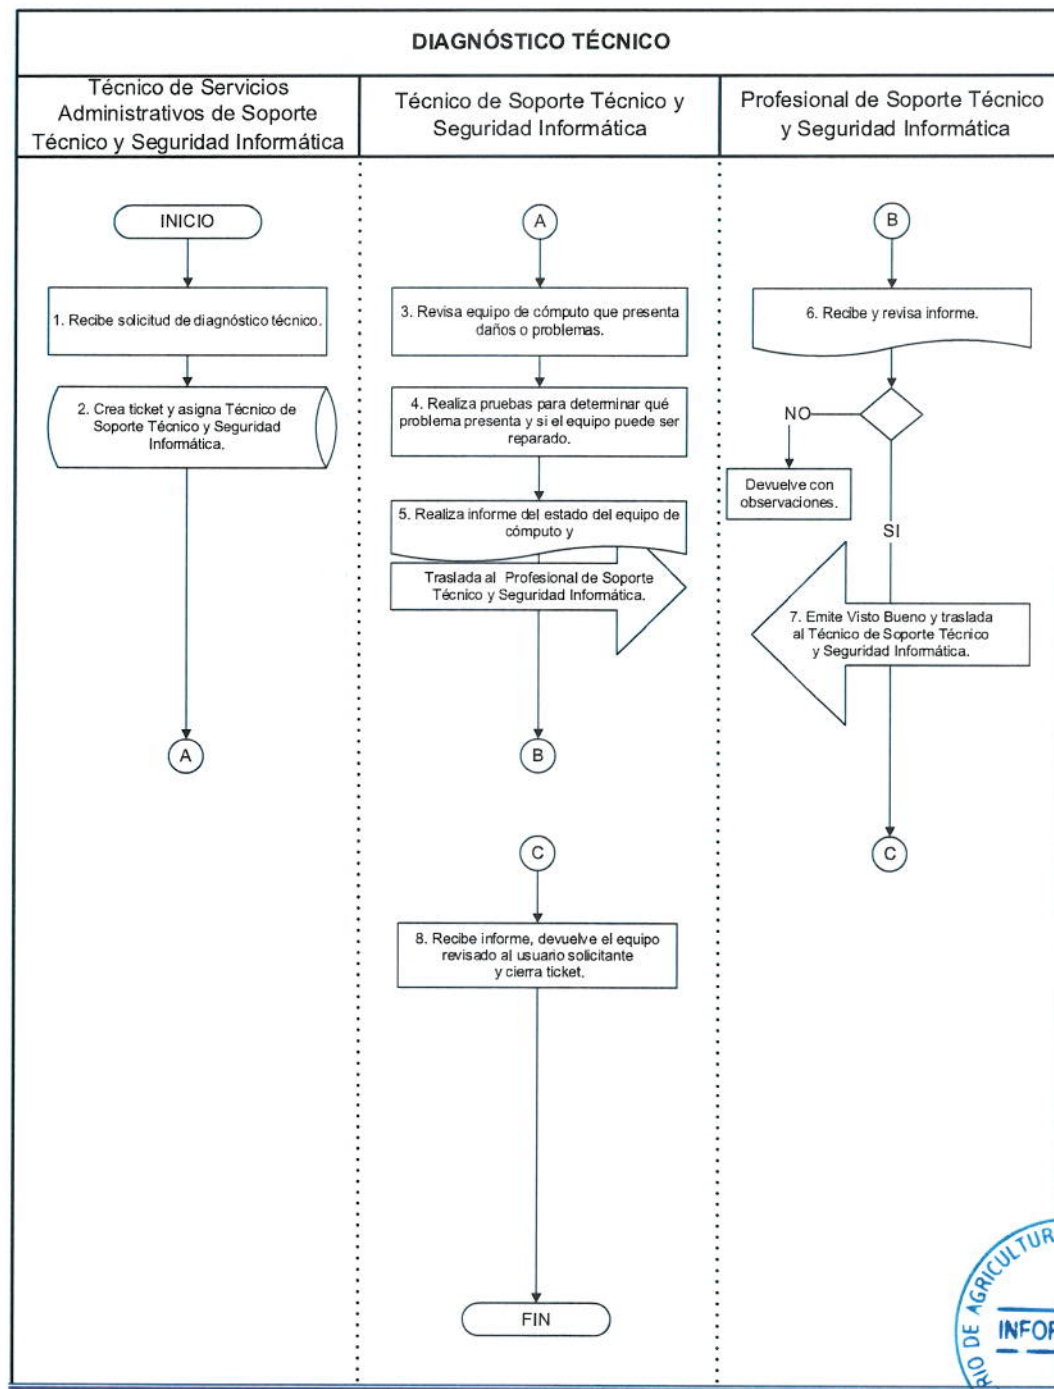 DIAGNÓSTICO TÉCNICO
Técnico de Servicios
Administrativos de Soporte
Técnico y Seguridad Informática
Técnico de Soporte Técnico y
Seguridad Informática
Profesional de Soporte Técnico
y Seguridad Informática
INICIO
1. Recibe solicitud de diagnóstico técnico.
2. Crea ticket y asigna Técnico de
Soporte Técnico y Seguridad
Informática.
A
A
3. Revisa equipo de cómputo que presenta
daños o problemas.
4. Realiza pruebas para determinar qué
problema presenta y si el equipo puede ser
reparado.
5. Realiza informe del estado del equipo de
cómputo y
Traslada al Profesional de Soporte
Técnico y Seguridad Informática.
B
B
6. Recibe y revisa informe.
NO
Devuelve con
observaciones.
SI
7. Emite Visto Bueno y traslada
al Técnico de Soporte Técnico
y Seguridad Informática.
C
C
8. Recibe informe, devuelve el equipo
revisado al usuario solicitante
y cierra ticket.
FIN
DE